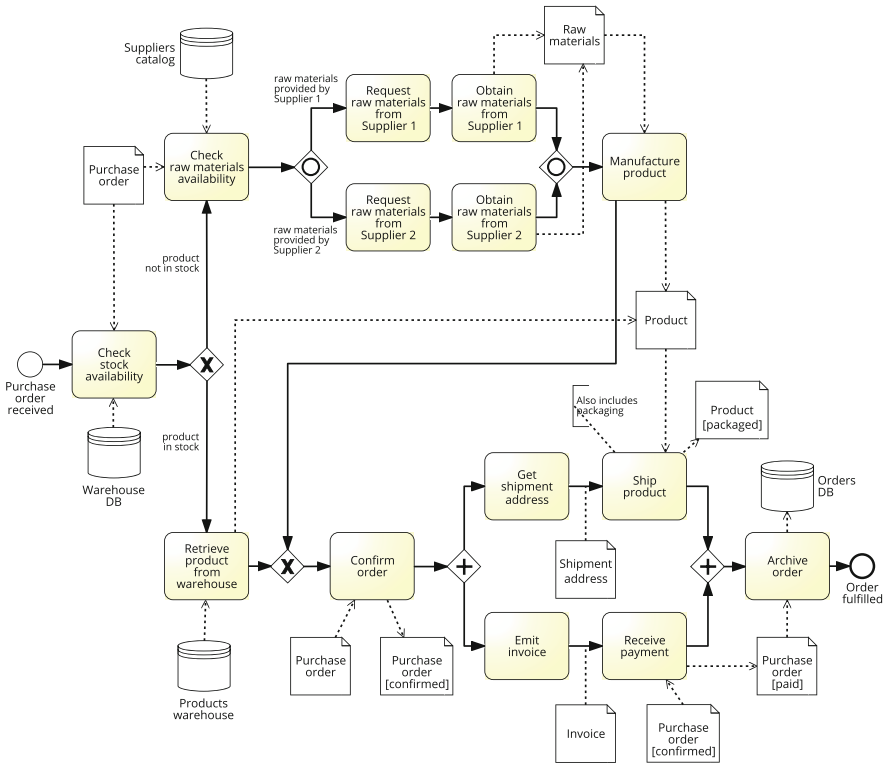 Raw
materials
Suppliers
catalog
raw materials
provided by
Supplier 1
Request
raw materials
from
Supplier 1
Obtain
raw materials
from
Supplier 1
Purchase
order
Check
raw materials
availability
Manufacture
product
Request
raw materials
from
Supplier 2
Obtain
raw materials
from
Supplier 2
raw materials
provided by
Supplier 2
product
not in stock
Product
Check
stock
availability
X
Purchase
order
received
Also includes
packaging
Product
[packaged]
product
in stock
Warehouse
DB
Get
shipment
address
Ship
product
Orders
DB
Retrieve
product
from
warehouse
X
Confirm
order
Shipment
address
Archive
order
Order
fulfilled
Emit
invoice
Receive
payment
Purchase
order
Purchase
order
[confirmed]
Purchase
order
[paid]
Products
warehouse
Invoice
Purchase
order
[confirmed]